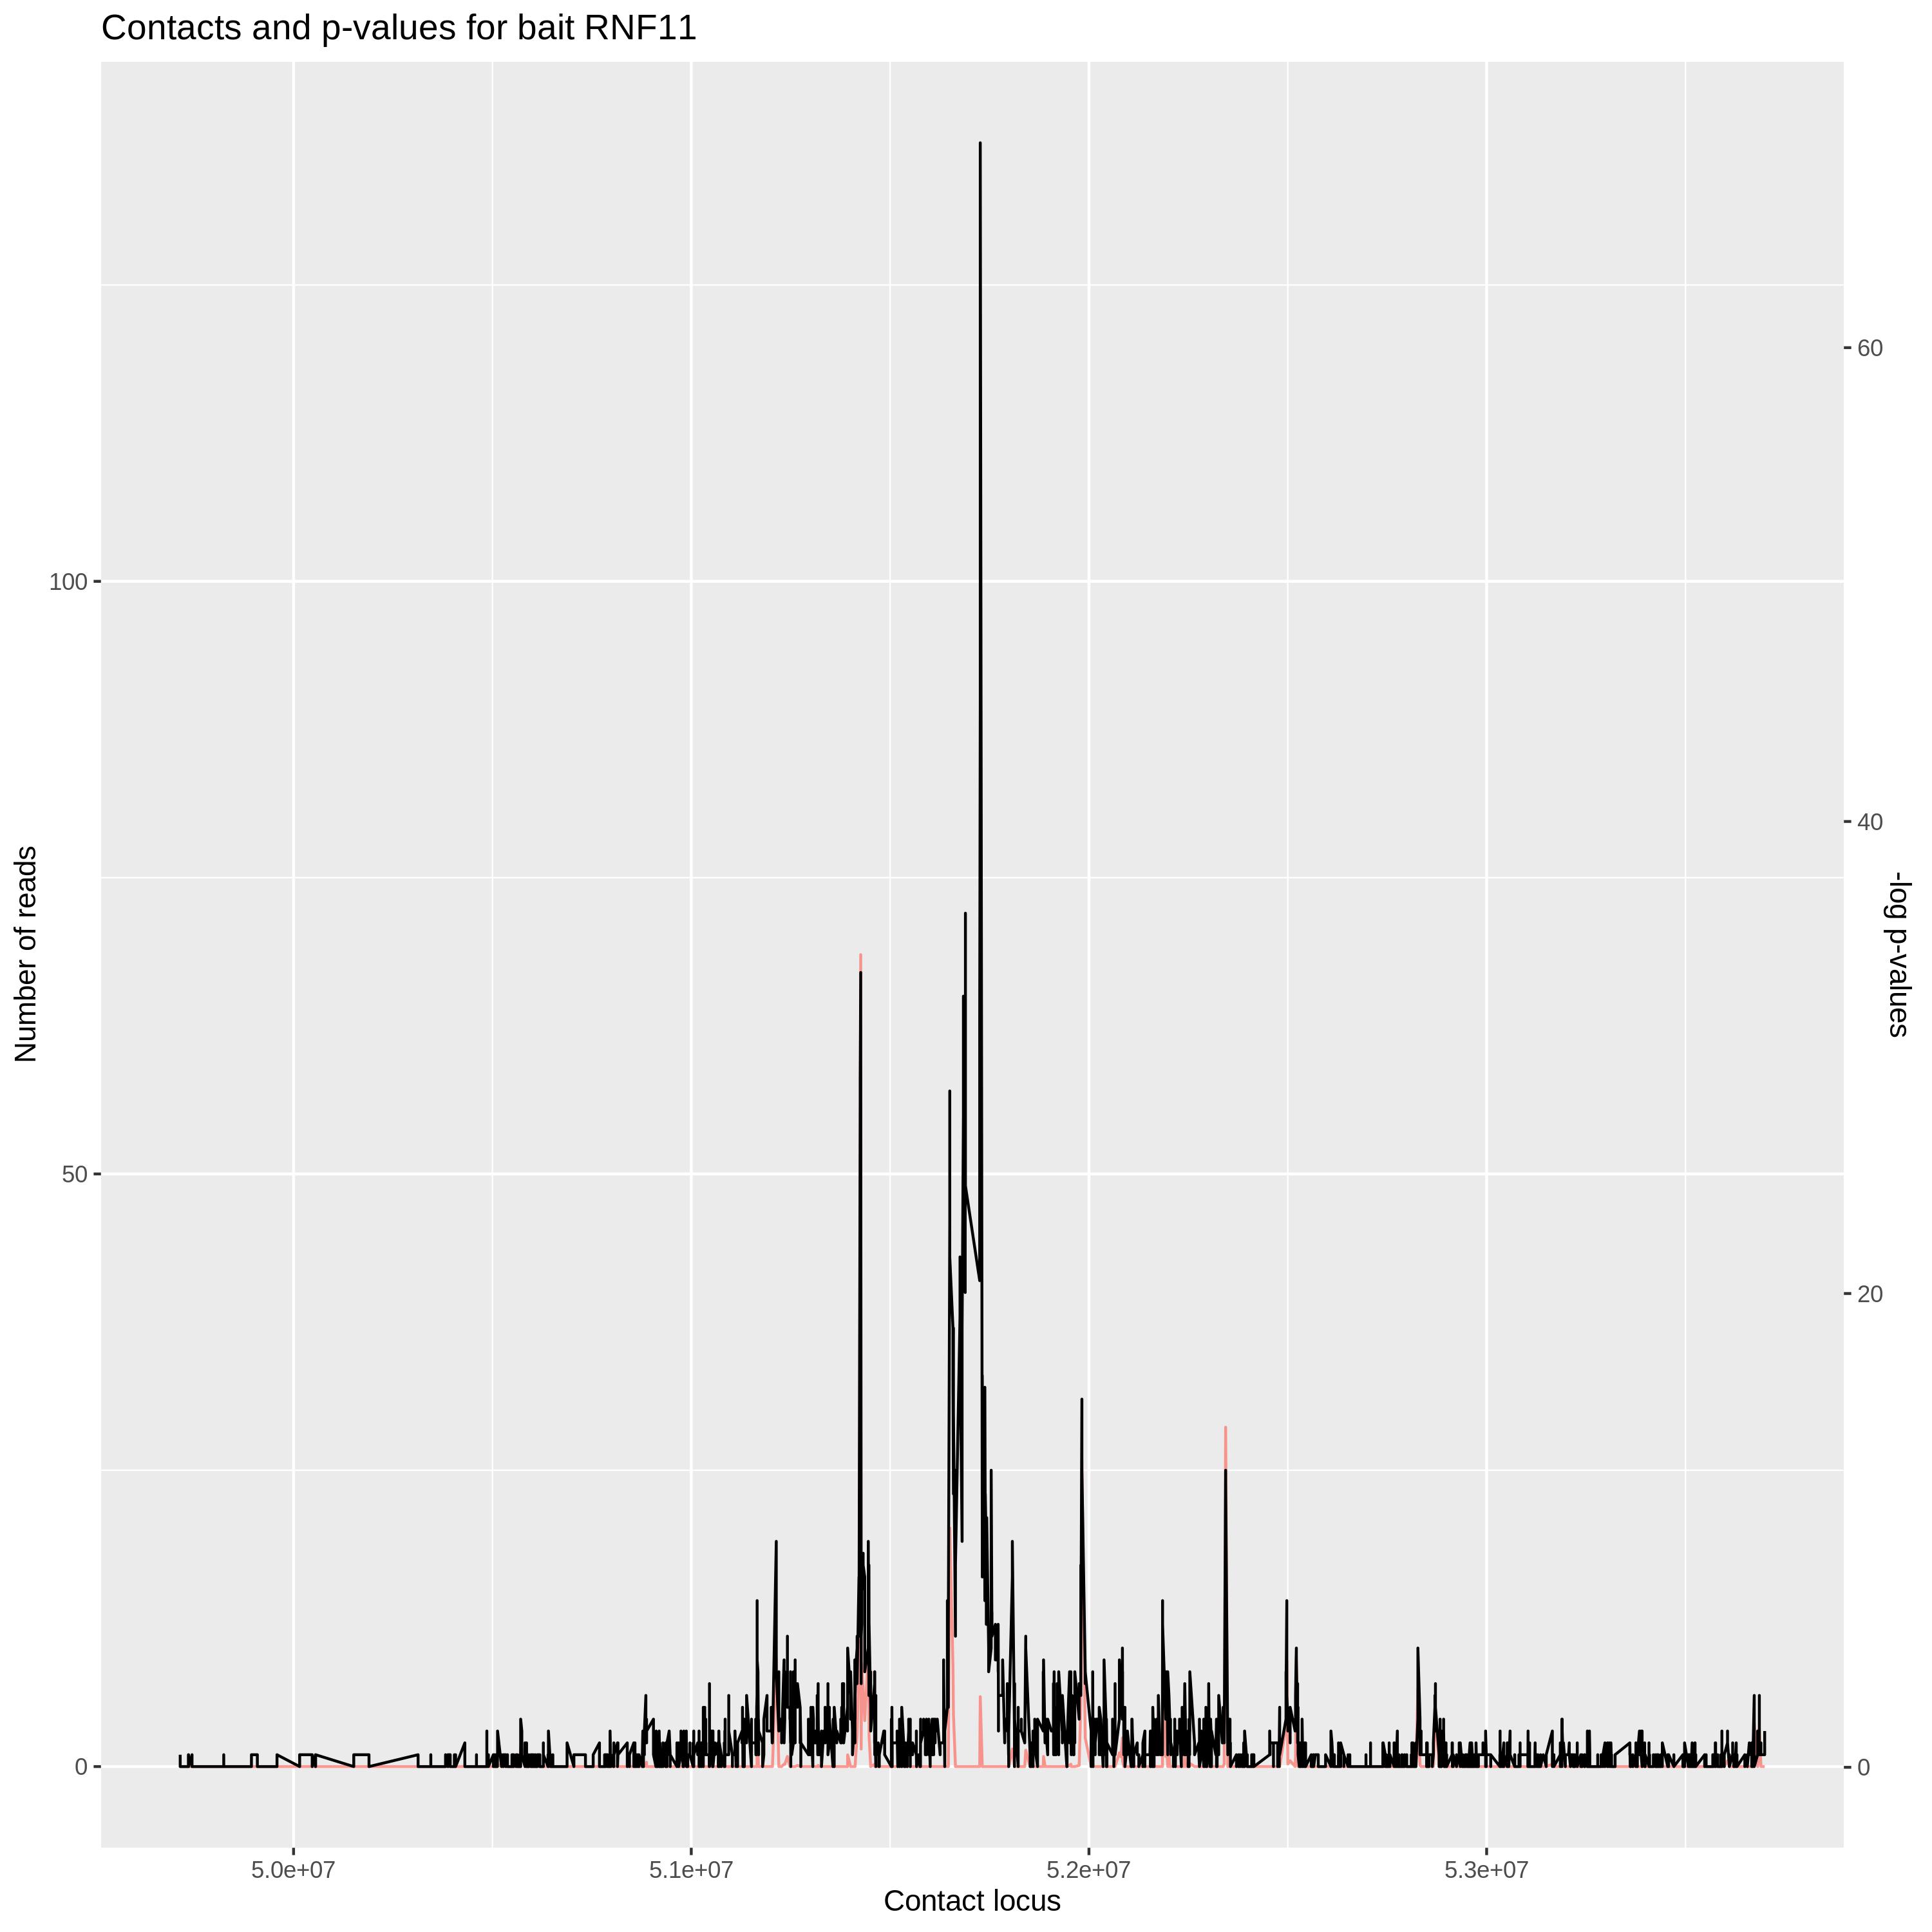 Contacts and p-values for bait RNF11
100
50
0
Number of reads
60
40
20
0
-log p-values
5.0e+07
5.1e+07
5.2e+07
5.3e+07
Contact locus